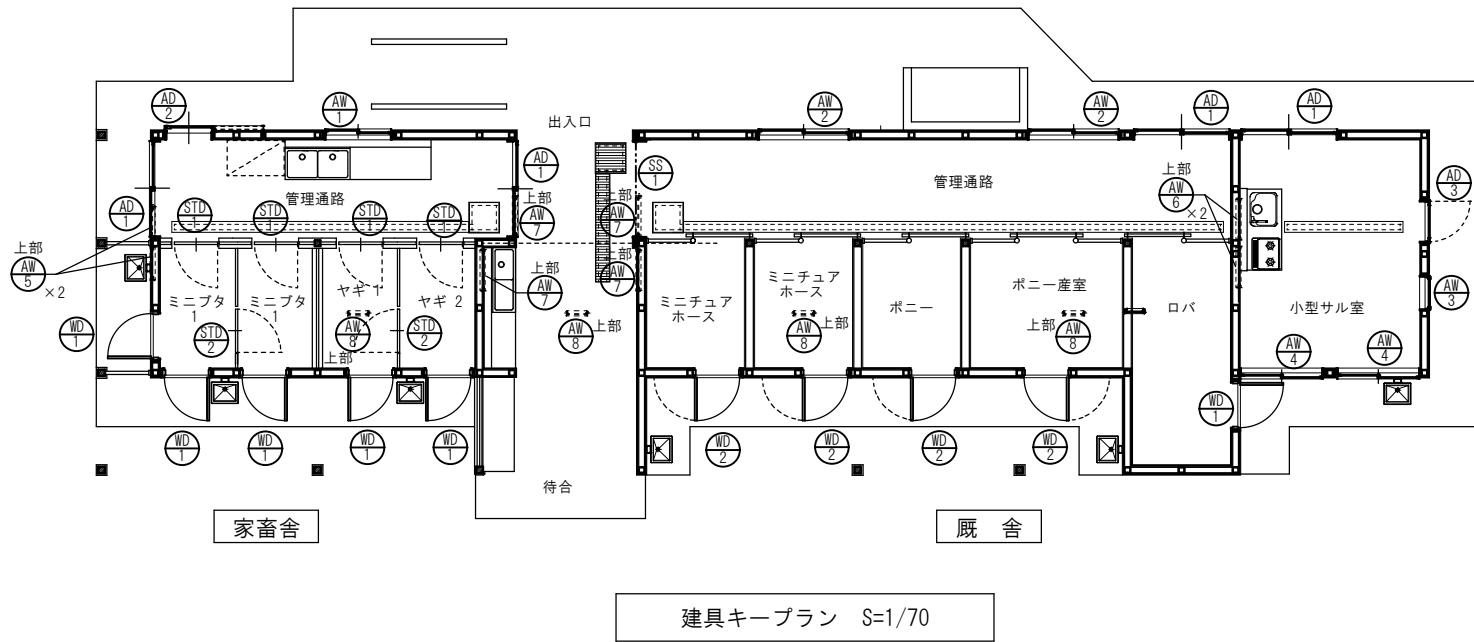 AD
2
AW
1
出入口
AW
2
AW
2
AD
1
AD
1
AD
1
SS
1
上部
AW
6
×2
AD
3
管理通路
管理通路
AD
1
STD
1
STD
1
STD
1
STD
1
上部
AW
7
上部
AW
7
上部
AW
5
×2
上部
AW
7
上部
AW
7
ミニブタ
1
ミニブタ
1
ヤギ 1
ヤギ 2
ミニチュア
ホース
ミニチュア
ホース
ポニー
ポニー産室
ロバ
小型サル室
AW
3
WD
1
STD
2
AW
8
上部
STD
2
AW
8
上部
AW
8
上部
上部
AW
8
AW
4
AW
4
WD
1
WD
1
WD
1
WD
1
WD
1
WD
2
WD
2
WD
2
WD
2
待合
家畜舎
厩 舎
建具キープラン S=1/70